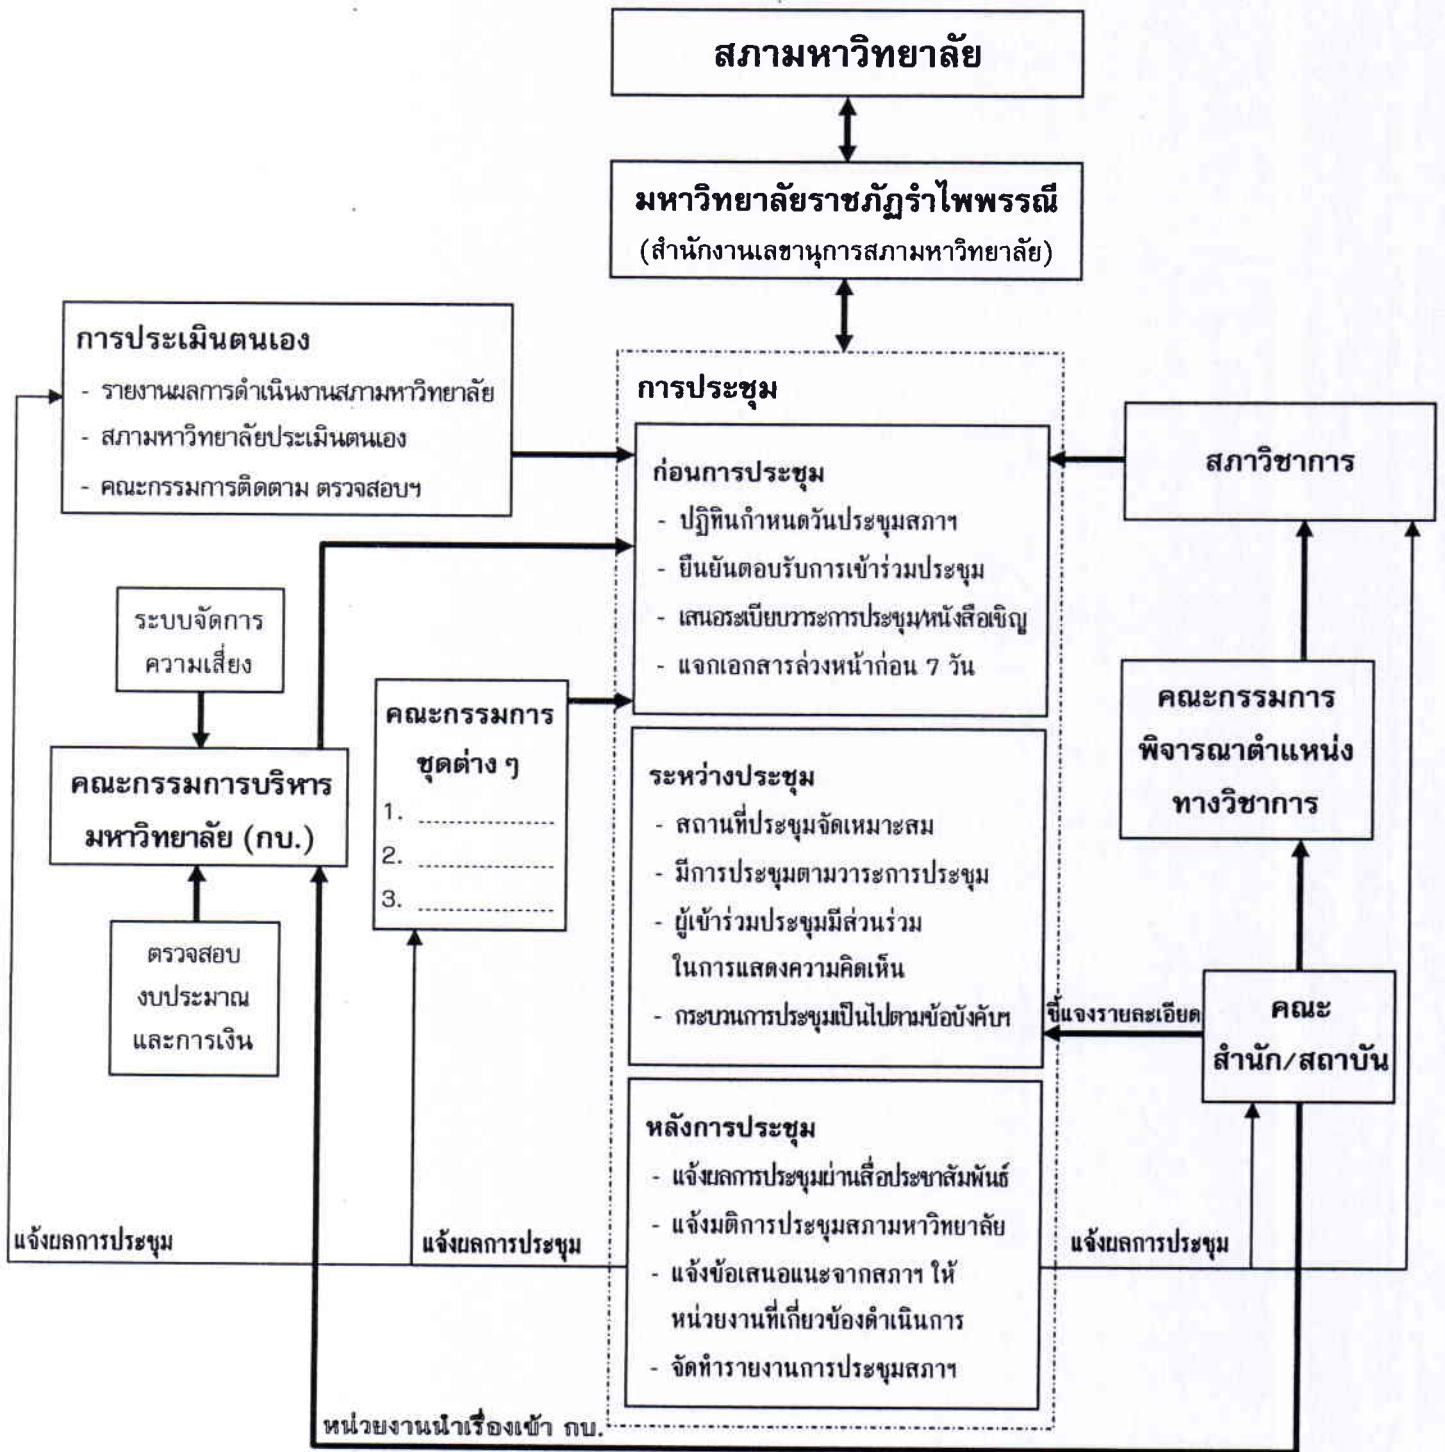 สภามหาวิทยาลัย
มหาวิทยาลัยราชภัฏรำไพพรรณี
(สำนักงานเลขานุการสภามหาวิทยาลัย)
การประเมินตนเอง
- รายงานผลการดำเนินงานสภามหาวิทยาลัย
- สภามหาวิทยาลัยประเมินตนเอง
- คณะกรรมการติดตาม ตรวจสอบฯ
การประชุม
ก่อนการประชุม
- ปฏิทินกำหนดวันประชุมสภาฯ
- ยืนยันตอบรับการเข้าร่วมประชุม
- เสนอระเบียบวาระการประชุม/หนังสือเชิญ
- แจกเอกสารล่วงหน้าก่อน 7 วัน
สภาวิชาการ
ระบบจัดการ
ความเสี่ยง
คณะกรรมการบริหาร
มหาวิทยาลัย (กบ.)
ตรวจสอบ
งบประมาณ
และการเงิน
คณะกรรมการ
ชุดต่าง ๆ
1. ....................
2. ....................
3. ....................
ระหว่างประชุม
- สถานที่ประชุมจัดเหมาะสม
- มีการประชุมตามวาระการประชุม
- ผู้เข้าร่วมประชุมมีส่วนร่วม
ในการแสดงความคิดเห็น
- กระบวนการประชุมเป็นไปตามข้อบังคับฯ
คณะกรรมการ
พิจารณาตำแหน่ง
ทางวิชาการ
ชี้แจงรายละเอียด
คณะ
สำนัก/สถาบัน
หลังการประชุม
- แจ้งผลการประชุมผ่านสื่อประชาสัมพันธ์
- แจ้งมติการประชุมสภามหาวิทยาลัย
- แจ้งข้อเสนอแนะจากสภาฯ ให้
หน่วยงานที่เกี่ยวข้องดำเนินการ
- จัดทำรายงานการประชุมสภาฯ
แจ้งผลการประชุม
แจ้งผลการประชุม
แจ้งผลการประชุม
หน่วยงานนำเรื่องเข้า กบ.